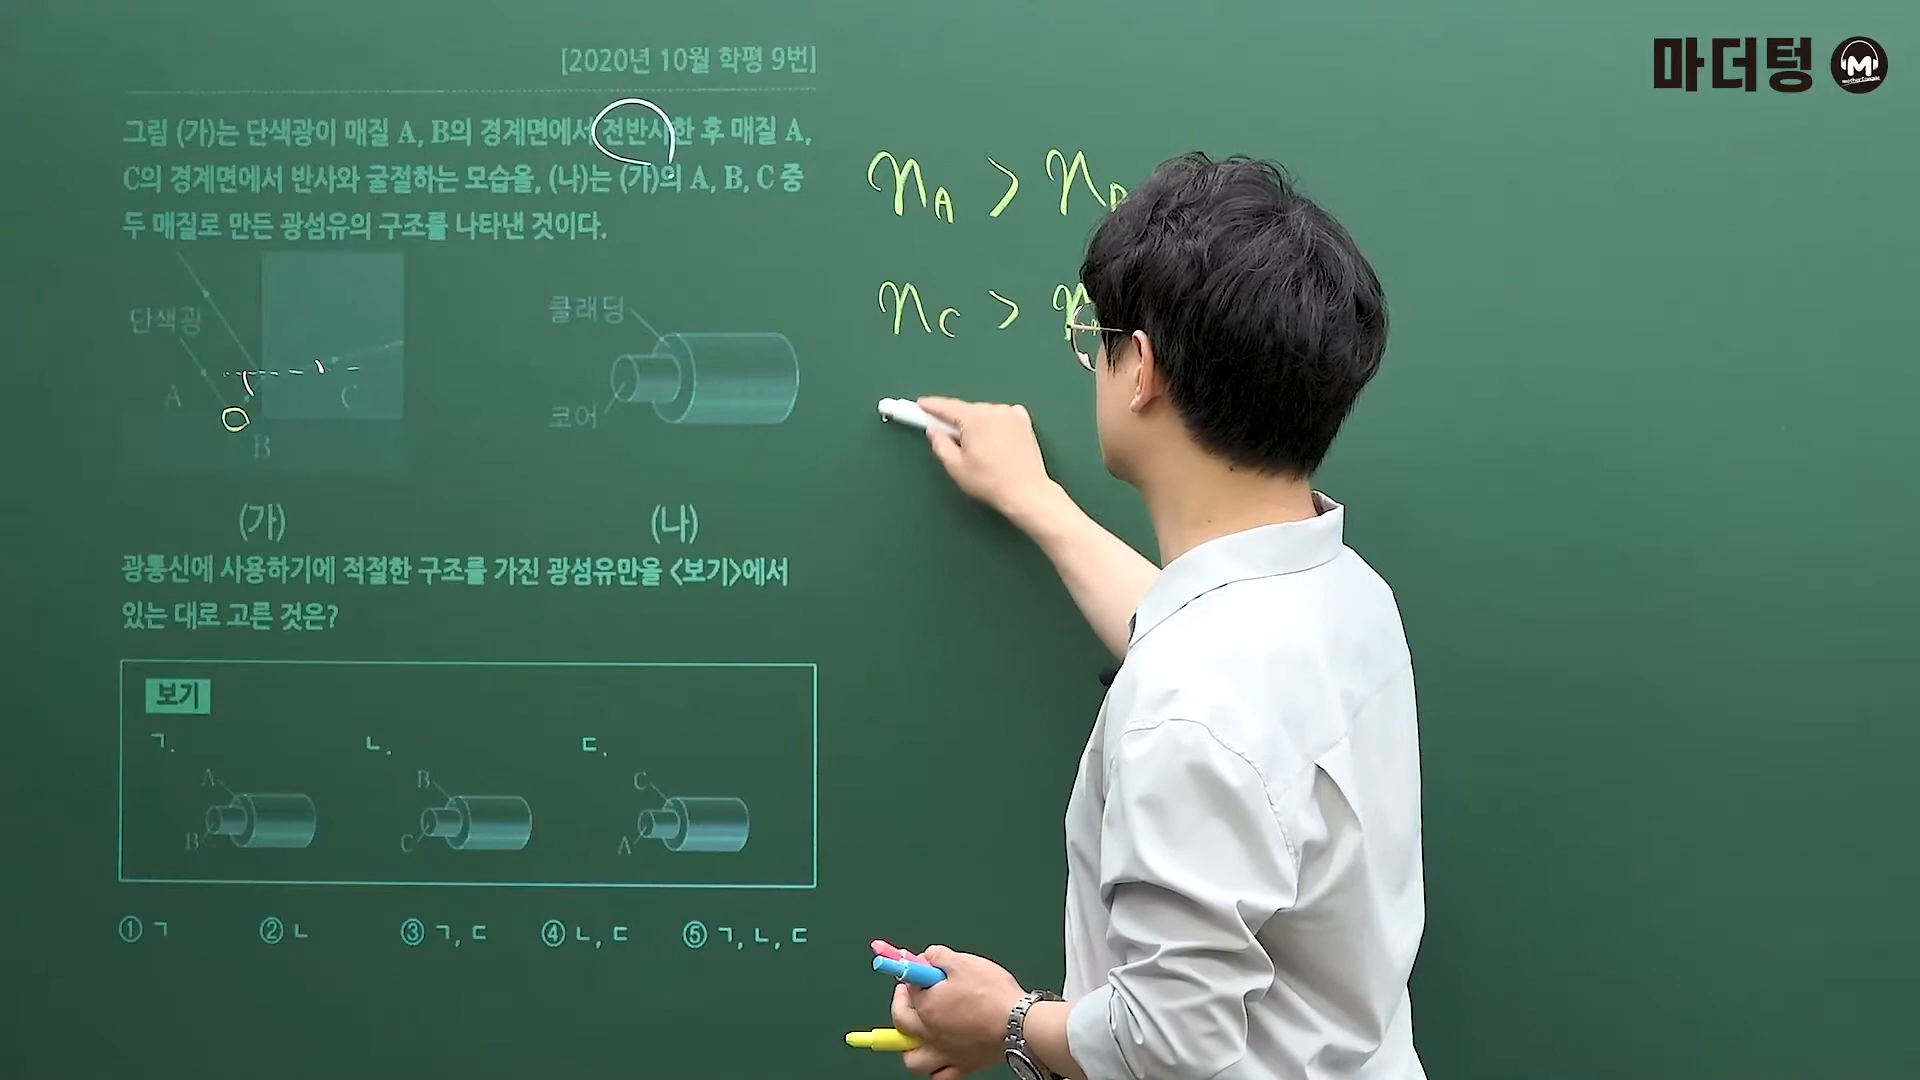 마더텅
[2020년 10월 학평 9번]
그림 (가)는 단색광이 매질 A, B의 경계면에서 전반사한 후 매질 A,
C의 경계면에서 반사와 굴절하는 모습을, (나)는 (가)의 A, B, C 중
두 매질로 만든 광섬유의 구조를 나타낸 것이다.
단색광
A
B
C
(가)
클래딩
코어
(나)
광통신에 사용하기에 적절한 구조를 가진 광섬유만을 <보기>에서
있는 대로 고른 것은?
보기
ㄱ.
A
B
ㄴ.
B
C
ㄷ.
C
A
① ㄱ ② ㄴ ③ ㄱ, ㄷ ④ ㄴ, ㄷ ⑤ ㄱ, ㄴ, ㄷ
n_A > n
n_C > n